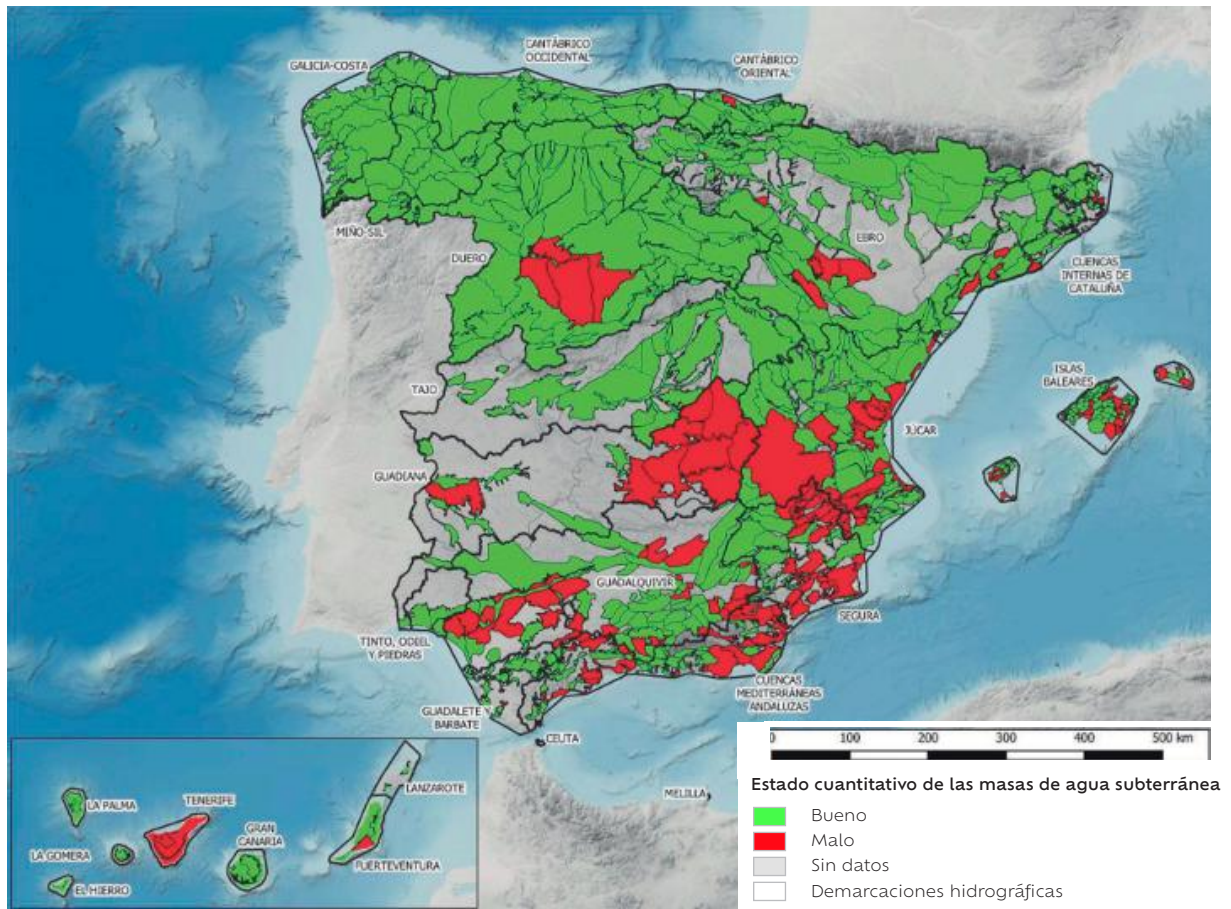 CANTÁBRICO
OCCIDENTAL
CANTÁBRICO
ORIENTAL
GALICIA-COSTA
MIÑO-SIL
DUERO
EBRO
CUENCAS
INTERNAS DE
CATALUÑA
TAJO
ISLAS
BALEARES
JÚCAR
GUADIANA
GUADALQUIVIR
SEGURA
TINTO, ODIEL
Y PIEDRAS
CUENCAS
MEDITERRÁNEAS
ANDALUZAS
GUADALETE Y
BARBATE
CEUTA
MELILLA
LANZAROTE
LA PALMA
TENERIFE
GRAN
CANARIA
LA GOMERA
FUERTEVENTURA
EL HIERRO
0 100 200 300 400 500 km
Estado cuantitativo de las masas de agua subterránea
Bueno
Malo
Sin datos
Demarcaciones hidrográficas